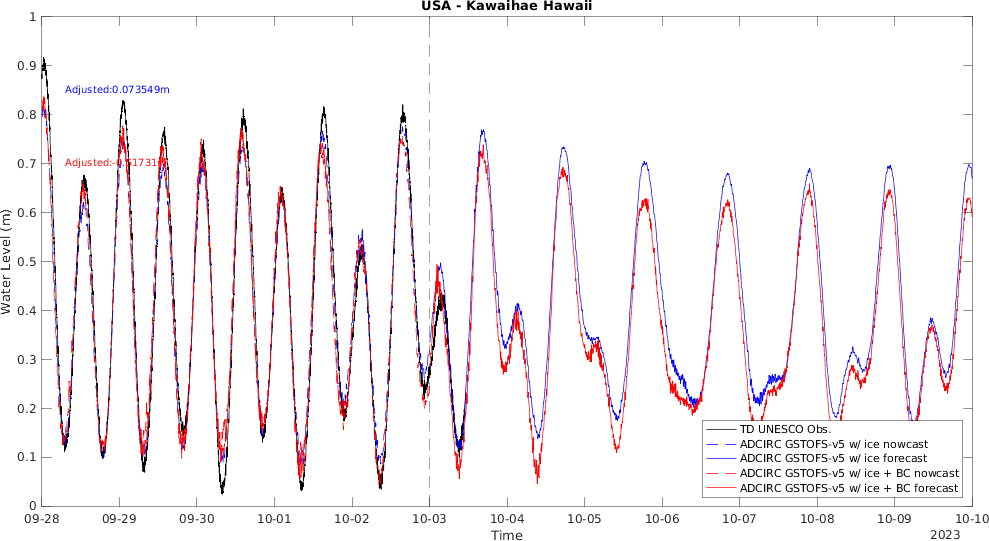 USA - Kawaihae Hawaii
1
0.9
0.8
0.7
0.6
0.5
0.4
0.3
0.2
0.1
0
Water Level (m)
Adjusted:0.073549m
Adjusted:-0.51731m
TD UNESCO Obs.
ADCIRC GSTOFS-v5 w/ ice nowcast
ADCIRC GSTOFS-v5 w/ ice forecast
ADCIRC GSTOFS-v5 w/ ice + BC nowcast
ADCIRC GSTOFS-v5 w/ ice + BC forecast
09-28 09-29 09-30 10-01 10-02 10-03 10-04 10-05 10-06 10-07 10-08 10-09 10-10
Time
2023